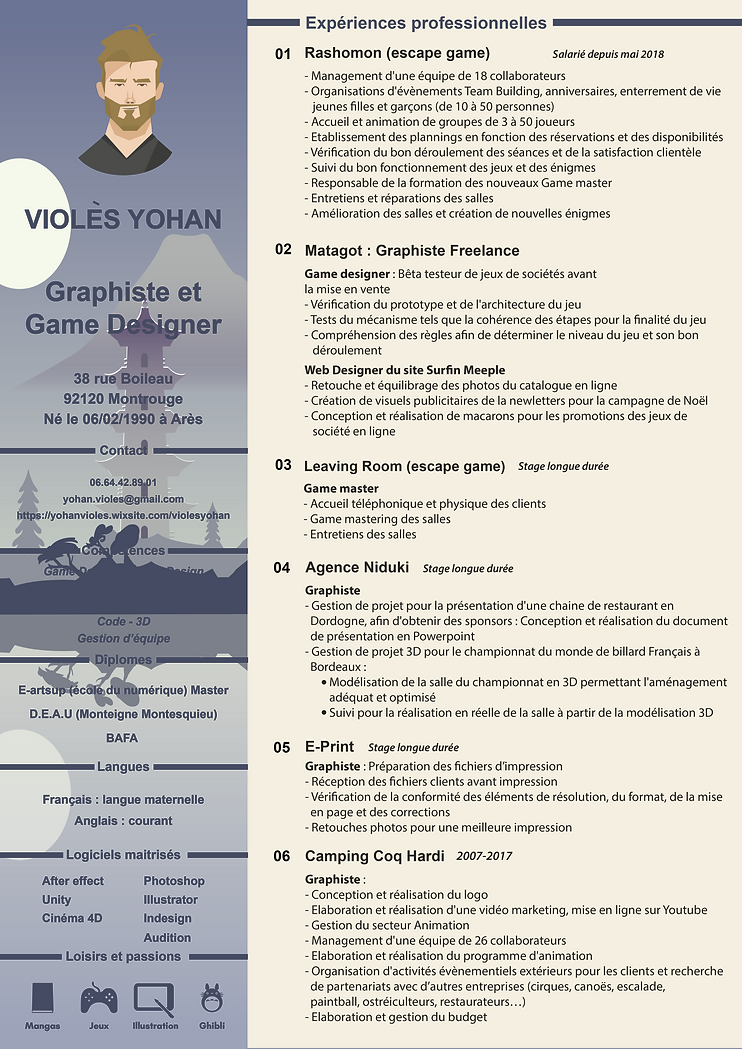 VIOLÈS YOHAN
Graphiste et
Game Designer
38 rue Boileau
92120 Montrouge
Né le 06/02/1990 à Arès
Contact
06.64.42.89.01
yohan.violes@gmail.com
https://yohanvioles.wixsite.com/violesyohan
Compétences
Game Design
Code - 3D
Gestion d'équipe
Dîplomes
E-artsup (école du numérique) Master
D.E.A.U (Monteigne Montesquieu)
BAFA
Langues
Français : langue maternelle
Anglais : courant
Logiciels maitrisés
After effect Photoshop
Unity Illustrator
Cinéma 4D Indesign
Audition
Loisirs et passions
Mangas Jeux Illustration Ghibli
Expériences professionnelles
01 Rashomon (escape game) Salarié depuis mai 2018
- Management d'une équipe de 18 collaborateurs
- Organisations d'évènements Team Building, anniversaires, enterrement de vie
jeunes filles et garçons (de 10 à 50 personnes)
- Accueil et animation de groupes de 3 à 50 joueurs
- Etablissement des plannings en fonction des réservations et des disponibilités
- Vérification du bon déroulement des séances et de la satisfaction clientèle
- Suivi du bon fonctionnement des jeux et des énigmes
- Responsable de la formation des nouveaux Game master
- Entretiens et réparations des salles
- Amélioration des salles et création de nouvelles énigmes
02 Matagot : Graphiste Freelance
Game designer : Bêta testeur de jeux de sociétés avant
la mise en vente
- Vérification du prototype et de l'architecture du jeu
- Tests du mécanisme tels que la cohérence des étapes pour la finalité du jeu
- Compréhension des règles afin de déterminer le niveau du jeu et son bon
déroulement
Web Designer du site Surfin Meeple
- Retouche et équilibrage des photos du catalogue en ligne
- Création de visuels publicitaires de la newletters pour la campagne de Noël
- Conception et réalisation de macarons pour les promotions des jeux de
société en ligne
03 Leaving Room (escape game) Stage longue durée
Game master
- Accueil téléphonique et physique des clients
- Game mastering des salles
- Entretiens des salles
04 Agence Niduki Stage longue durée
Graphiste
- Gestion de projet pour la présentation d'une chaine de restaurant en
Dordogne, afin d'obtenir des sponsors : Conception et réalisation du document
de présentation en Powerpoint
- Gestion de projet 3D pour le championnat du monde de billard Français à
Bordeaux :
• Modélisation de la salle du championnat en 3D permettant l'aménagement
adéquat et optimisé
• Suivi pour la réalisation en réelle de la salle à partir de la modélisation 3D
05 E-Print Stage longue durée
Graphiste : Préparation des fichiers d'impression
- Réception des fichiers clients avant impression
- Vérification de la conformité des éléments de résolution, du format, de la mise
en page et des corrections
- Retouches photos pour une meilleure impression
06 Camping Coq Hardi 2007-2017
Graphiste :
- Conception et réalisation du logo
- Elaboration et réalisation d'une vidéo marketing, mise en ligne sur Youtube
- Gestion du secteur Animation
- Management d'une équipe de 26 collaborateurs
- Elaboration et réalisation du programme d'animation
- Organisation d'activités évènementiels extérieurs pour les clients et recherche
de partenariats avec d'autres entreprises (cirques, canoës, escalade,
paintball, ostréiculteurs, restaurateurs…)
- Elaboration et gestion du budget